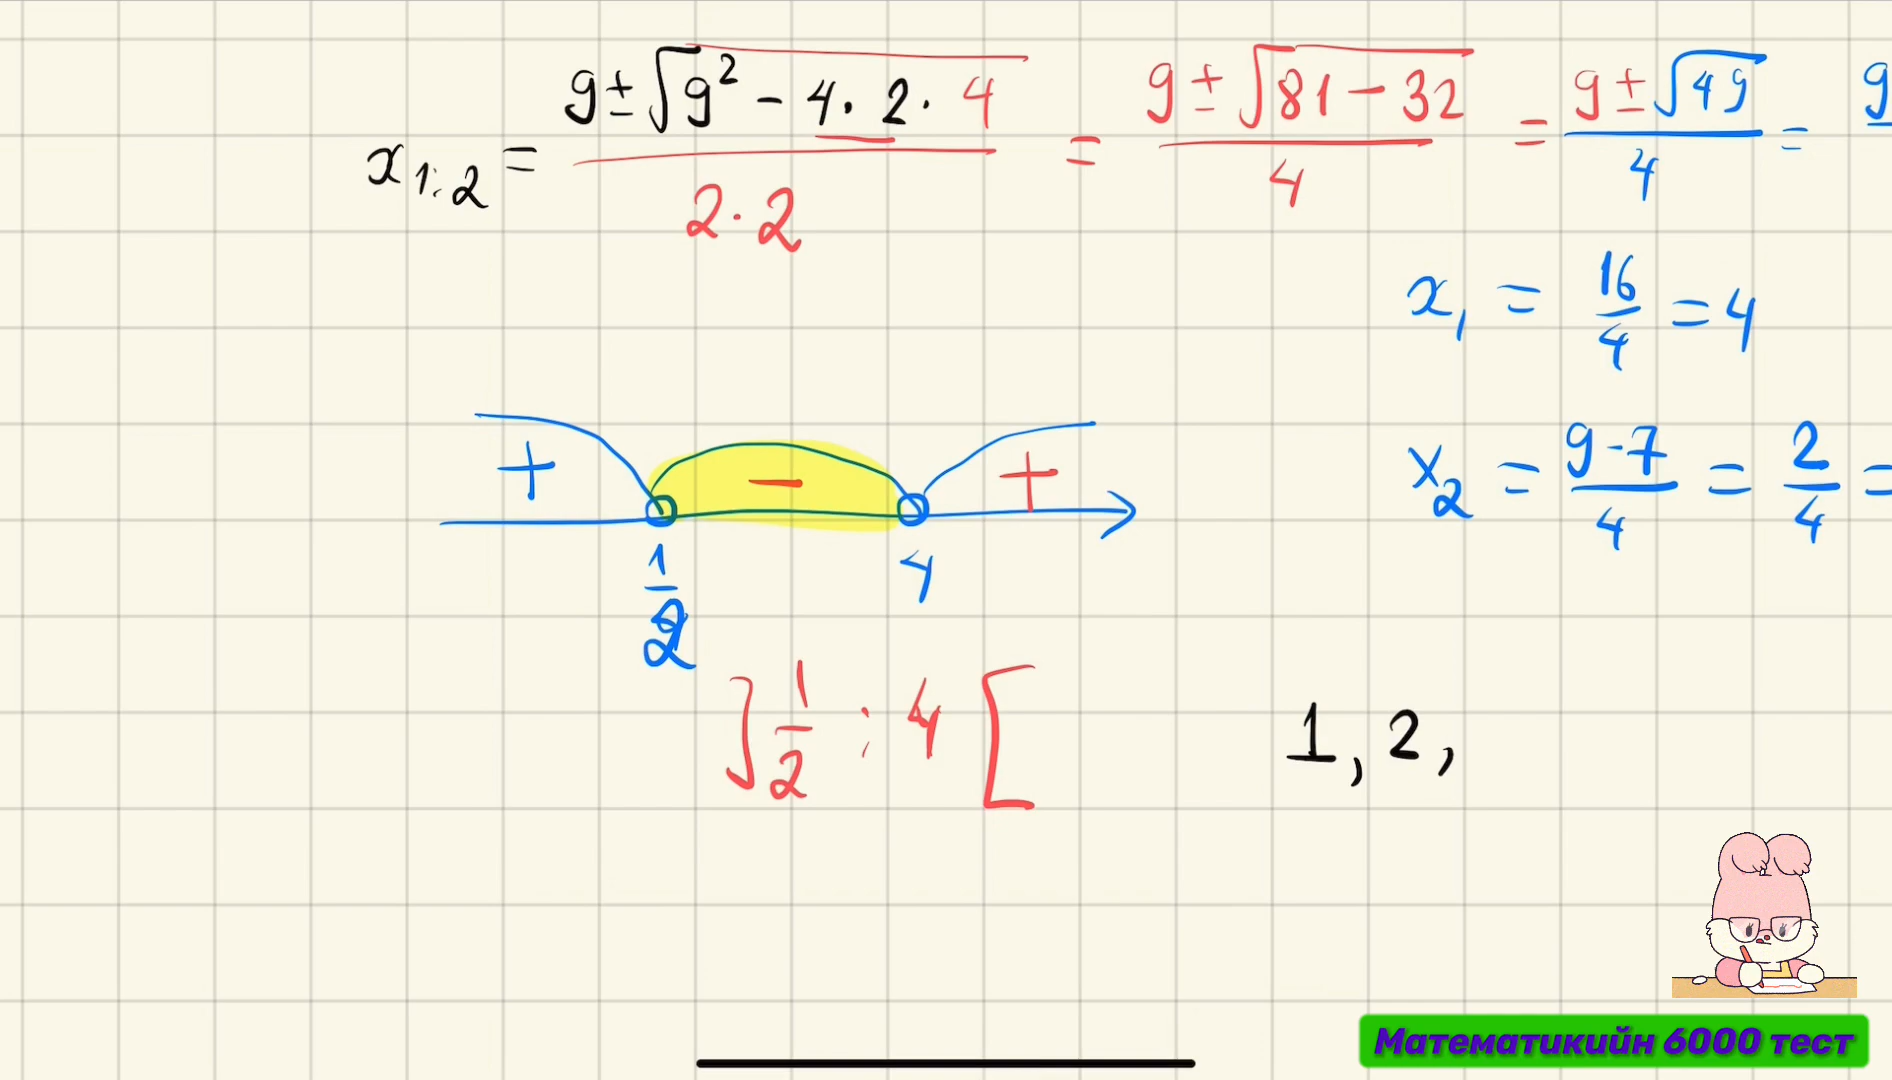 x₁;₂ = (9 ± √(9² - 4 · 2 · 4)) / (2 · 2) = (9 ± √(81 - 32)) / 4 = (9 ± √49) / 4 = 9
x₁ = 16/4 = 4
+ - +
x₂ = (9 - 7)/4 = 2/4 =
1/2 4
]1/2 ; 4[ 1, 2,
Математикийн 6000 тест